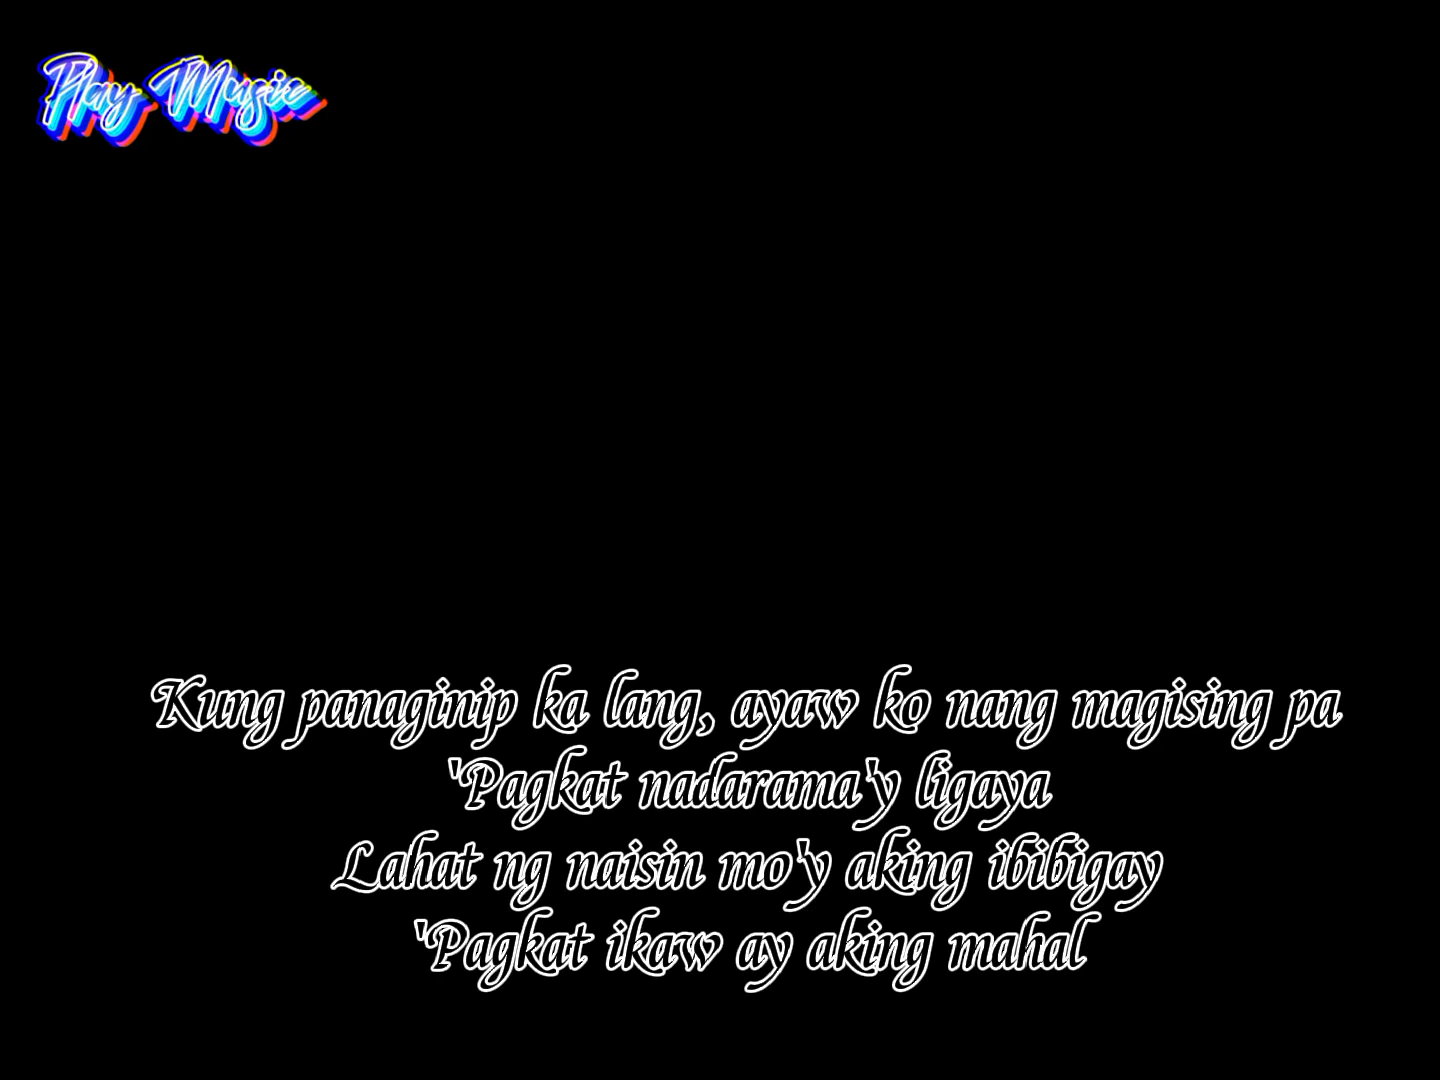 Play Music
Kung panaginip ka lang, ayaw ko nang magising pa
'Pagkat nadarama'y ligaya
Lahat ng naisin mo'y aking ibibigay
'Pagkat ikaw ay aking mahal